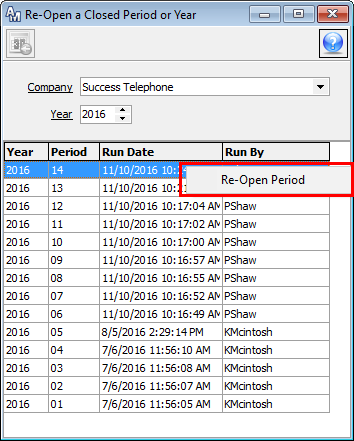 AM Re-Open a Closed Period or Year
?
Company Success Telephone
Year 2016
Year Period Run Date Run By
2016 14 11/10/2016
Re-Open Period
2016 13 11/10/2016
2016 12 11/10/2016 10:17:04 AM PShaw
2016 11 11/10/2016 10:17:02 AM PShaw
2016 10 11/10/2016 10:17:00 AM PShaw
2016 09 11/10/2016 10:16:57 AM PShaw
2016 08 11/10/2016 10:16:55 AM PShaw
2016 07 11/10/2016 10:16:52 AM PShaw
2016 06 11/10/2016 10:16:49 AM PShaw
2016 05 8/5/2016 2:29:14 PM KMcintosh
2016 04 7/6/2016 11:56:10 AM KMcintosh
2016 03 7/6/2016 11:56:08 AM KMcintosh
2016 02 7/6/2016 11:56:07 AM KMcintosh
2016 01 7/6/2016 11:56:05 AM KMcintosh